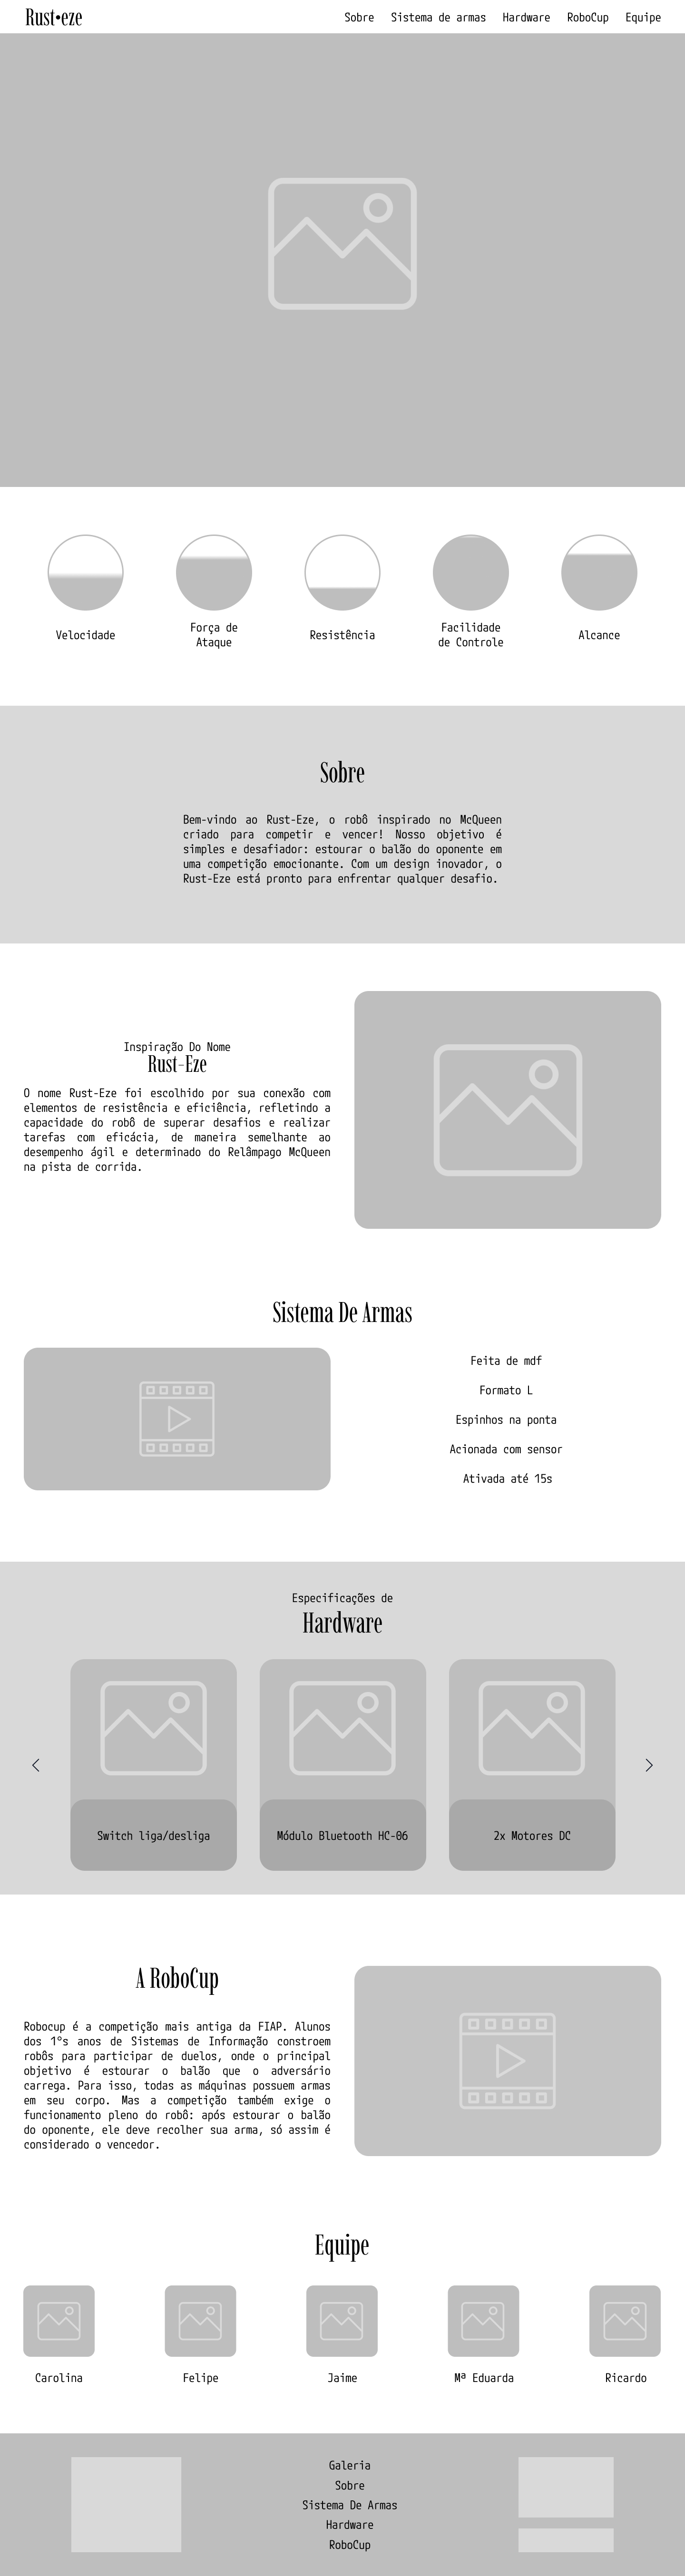 Rust•eze
Sobre Sistema de armas Hardware RoboCup Equipe
Velocidade
Força de
Ataque
Resistência
Facilidade
de Controle
Alcance
Sobre
Bem-vindo ao Rust-Eze, o robô inspirado no McQueen
criado para competir e vencer! Nosso objetivo é
simples e desafiador: estourar o balão do oponente em
uma competição emocionante. Com um design inovador, o
Rust-Eze está pronto para enfrentar qualquer desafio.
Inspiração Do Nome
Rust-Eze
O nome Rust-Eze foi escolhido por sua conexão com
elementos de resistência e eficiência, refletindo a
capacidade do robô de superar desafios e realizar
tarefas com eficácia, de maneira semelhante ao
desempenho ágil e determinado do Relâmpago McQueen
na pista de corrida.
Sistema De Armas
Feita de mdf
Formato L
Espinhos na ponta
Acionada com sensor
Ativada até 15s
Especificações de
Hardware
Switch liga/desliga
Módulo Bluetooth HC-06
2x Motores DC
A RoboCup
Robocup é a competição mais antiga da FIAP. Alunos
dos 1°s anos de Sistemas de Informação constroem
robôs para participar de duelos, onde o principal
objetivo é estourar o balão que o adversário
carrega. Para isso, todas as máquinas possuem armas
em seu corpo. Mas a competição também exige o
funcionamento pleno do robô: após estourar o balão
do oponente, ele deve recolher sua arma, só assim é
considerado o vencedor.
Equipe
Carolina
Felipe
Jaime
Mª Eduarda
Ricardo
Galeria
Sobre
Sistema De Armas
Hardware
RoboCup